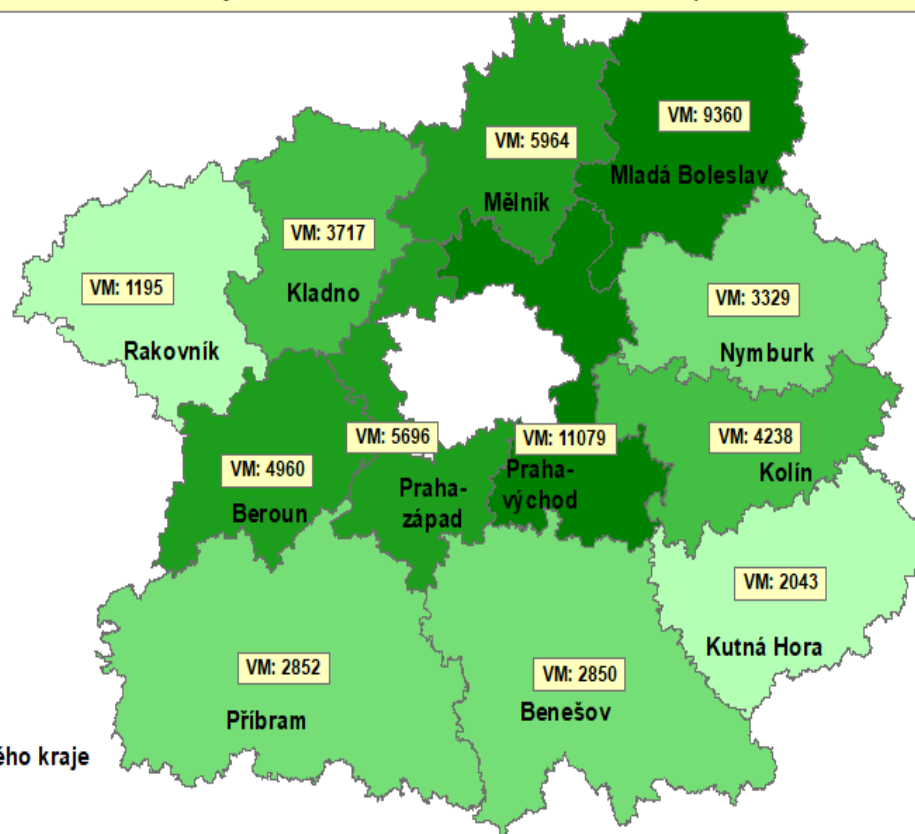 VM: 9360
Mladá Boleslav
VM: 5964
Mělník
VM: 3717
Kladno
VM: 1195
Rakovník
VM: 3329
Nymburk
VM: 5696
Praha-
západ
VM: 11079
Praha-
východ
VM: 4238
Kolín
VM: 4960
Beroun
VM: 2043
Kutná Hora
VM: 2852
Příbram
VM: 2850
Benešov
ého kraje